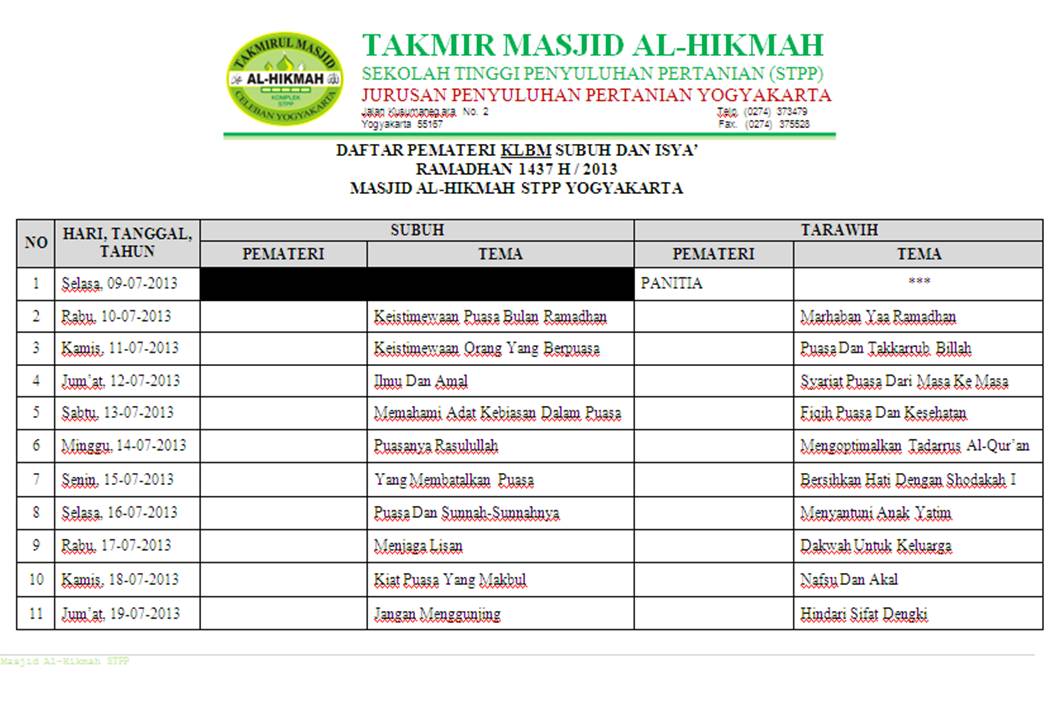 TAKMIRUL MASJID
AL-HIKMAH
KOMPLEK
STPP
CELEBAN YOGYAKARTA
TAKMIR MASJID AL-HIKMAH
SEKOLAH TINGGI PENYULUHAN PERTANIAN (STPP)
JURUSAN PENYULUHAN PERTANIAN YOGYAKARTA
Jalan Kusumanegara No. 2 Telp. (0274) 373479
Yogyakarta 55167 Fax. (0274) 375528
DAFTAR PEMATERI KLBM SUBUH DAN ISYA’
RAMADHAN 1437 H / 2013
MASJID AL-HIKMAH STPP YOGYAKARTA
NO HARI, TANGGAL, TAHUN SUBUH TARAWIH
PEMATERI TEMA PEMATERI TEMA
1 Selasa, 09-07-2013 PANITIA ***
2 Rabu, 10-07-2013 Keistimewaan Puasa Bulan Ramadhan Marhaban Yaa Ramadhan
3 Kamis, 11-07-2013 Keistimewaan Orang Yang Berpuasa Puasa Dan Takkarrub Billah
4 Jum’at, 12-07-2013 Ilmu Dan Amal Syariat Puasa Dari Masa Ke Masa
5 Sabtu, 13-07-2013 Memahami Adat Kebiasan Dalam Puasa Fiqih Puasa Dan Kesehatan
6 Minggu, 14-07-2013 Puasanya Rasulullah Mengoptimalkan Tadarrus Al-Qur’an
7 Senin, 15-07-2013 Yang Membatalkan Puasa Bersihkan Hati Dengan Shodakah I
8 Selasa, 16-07-2013 Puasa Dan Sunnah-Sunnahnya Menyantuni Anak Yatim
9 Rabu, 17-07-2013 Menjaga Lisan Dakwah Untuk Keluarga
10 Kamis, 18-07-2013 Kiat Puasa Yang Makbul Nafsu Dan Akal
11 Jum’at, 19-07-2013 Jangan Menggunjing Hindari Sifat Dengki
Masjid Al-Hikmah STPP